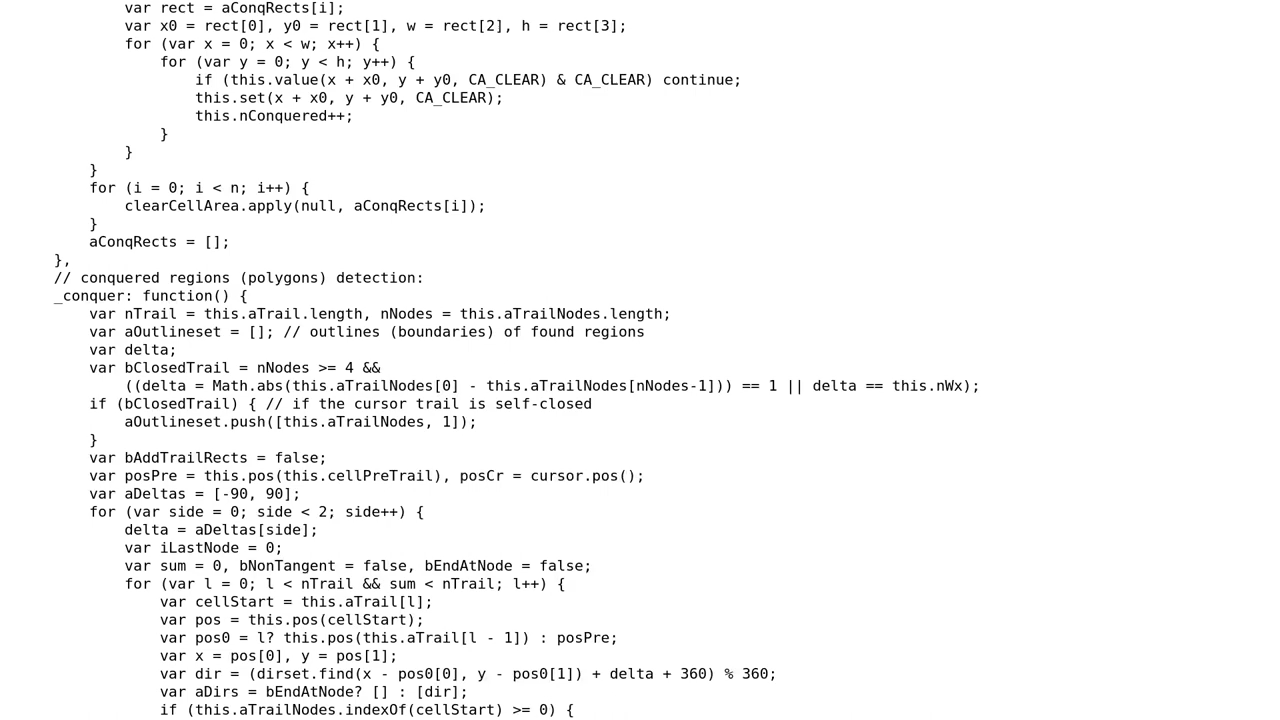 var rect = aConqRects[i];
var x0 = rect[0], y0 = rect[1], w = rect[2], h = rect[3];
for (var x = 0; x < w; x++) {
for (var y = 0; y < h; y++) {
if (this.value(x + x0, y + y0, CA_CLEAR) & CA_CLEAR) continue;
this.set(x + x0, y + y0, CA_CLEAR);
this.nConquered++;
}
}
}
for (i = 0; i < n; i++) {
clearCellArea.apply(null, aConqRects[i]);
}
aConqRects = [];
},
// conquered regions (polygons) detection:
_conquer: function() {
var nTrail = this.aTrail.length, nNodes = this.aTrailNodes.length;
var aOutlineset = []; // outlines (boundaries) of found regions
var delta;
var bClosedTrail = nNodes >= 4 &&
((delta = Math.abs(this.aTrailNodes[0] - this.aTrailNodes[nNodes-1])) == 1 || delta == this.nWx);
if (bClosedTrail) { // if the cursor trail is self-closed
aOutlineset.push([this.aTrailNodes, 1]);
}
var bAddTrailRects = false;
var posPre = this.pos(this.cellPreTrail), posCr = cursor.pos();
var aDeltas = [-90, 90];
for (var side = 0; side < 2; side++) {
delta = aDeltas[side];
var iLastNode = 0;
var sum = 0, bNonTangent = false, bEndAtNode = false;
for (var l = 0; l < nTrail && sum < nTrail; l++) {
var cellStart = this.aTrail[l];
var pos = this.pos(cellStart);
var pos0 = l? this.pos(this.aTrail[l - 1]) : posPre;
var x = pos[0], y = pos[1];
var dir = (dirset.find(x - pos0[0], y - pos0[1]) + delta + 360) % 360;
var aDirs = bEndAtNode? [] : [dir];
if (this.aTrailNodes.indexOf(cellStart) >= 0) {